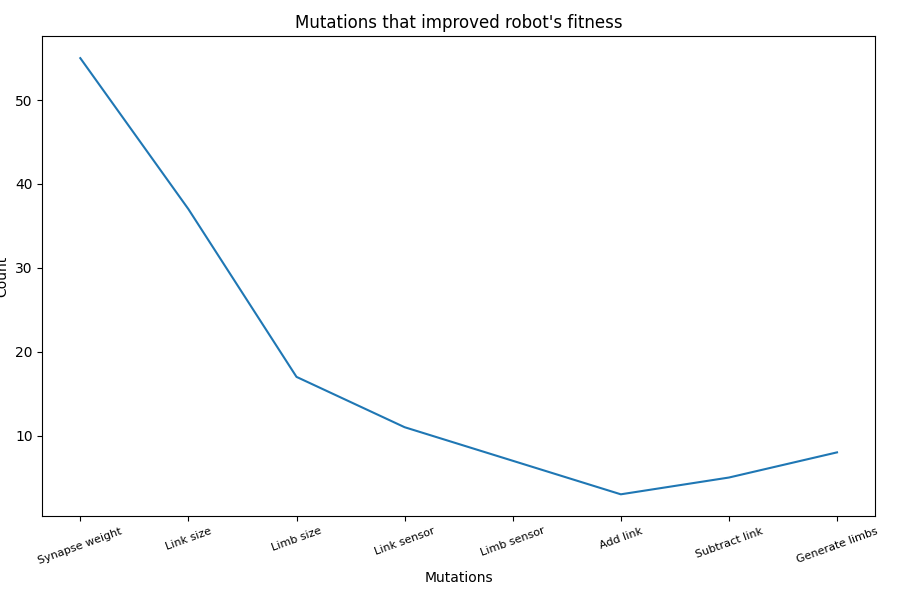 Mutations that improved robot's fitness
Count
50
40
30
20
10
Synapse weight
Link size
Limb size
Link sensor
Limb sensor
Add link
Subtract link
Generate limbs
Mutations